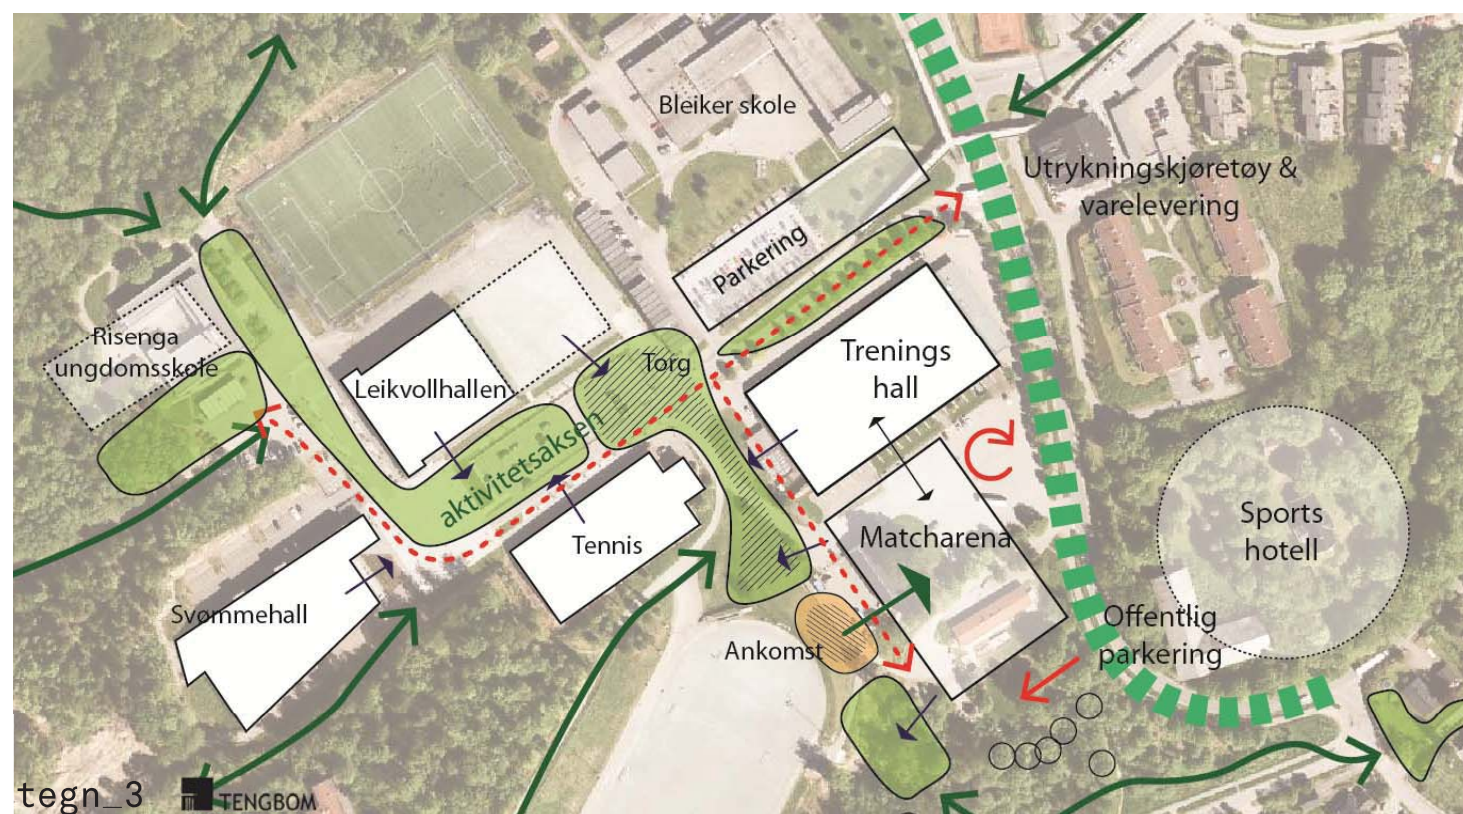 Bleiker skole
Utrykningskjøretøy &
varelevering
Parkering
Risenga
ungdomsskole
Torg
Trenings
hall
Leikvollhallen
aktivitetsaksen
Sports
hotell
Tennis
Matcharena
Svømmehall
Offentlig
parkering
Ankomst
tegn_3
TENGBOM